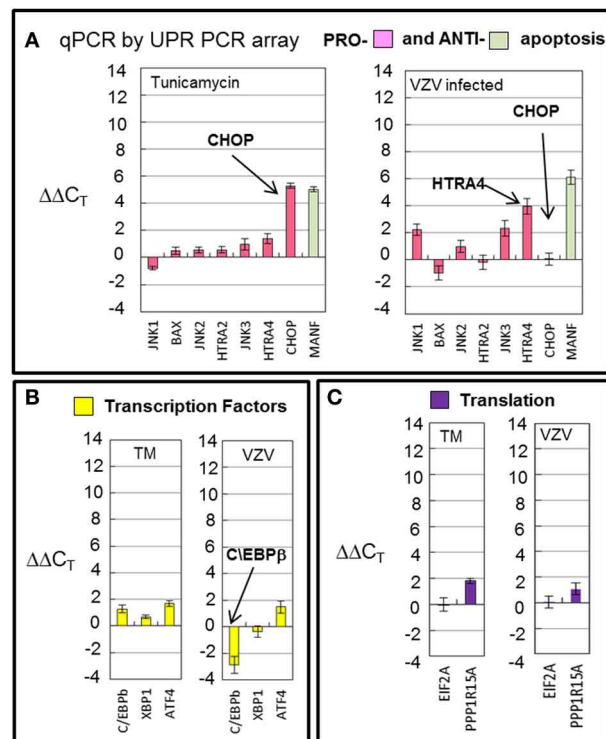 A qPCR by UPR PCR array PRO- and ANTI- apoptosis
14
12
10
8
6
4
2
0
-2
-4
ΔΔCT
Tunicamycin
CHOP
JNK1
BAX
JNK2
HTRA2
JNK3
HTRA4
CHOP
MANF
14
12
10
8
6
4
2
0
-2
-4
VZV infected
CHOP
HTRA4
JNK1
BAX
JNK2
HTRA2
JNK3
HTRA4
CHOP
MANF
B Transcription Factors
14
12
10
8
6
4
2
0
-2
-4
ΔΔCT
TM
C/EBPb
XBP1
ATF4
14
12
10
8
6
4
2
0
-2
-4
VZV
C\EBPβ
C/EBPb
XBP1
ATF4
C Translation
14
12
10
8
6
4
2
0
-2
-4
ΔΔCT
TM
EIF2A
PPP1R15A
14
12
10
8
6
4
2
0
-2
-4
VZV
EIF2A
PPP1R15A